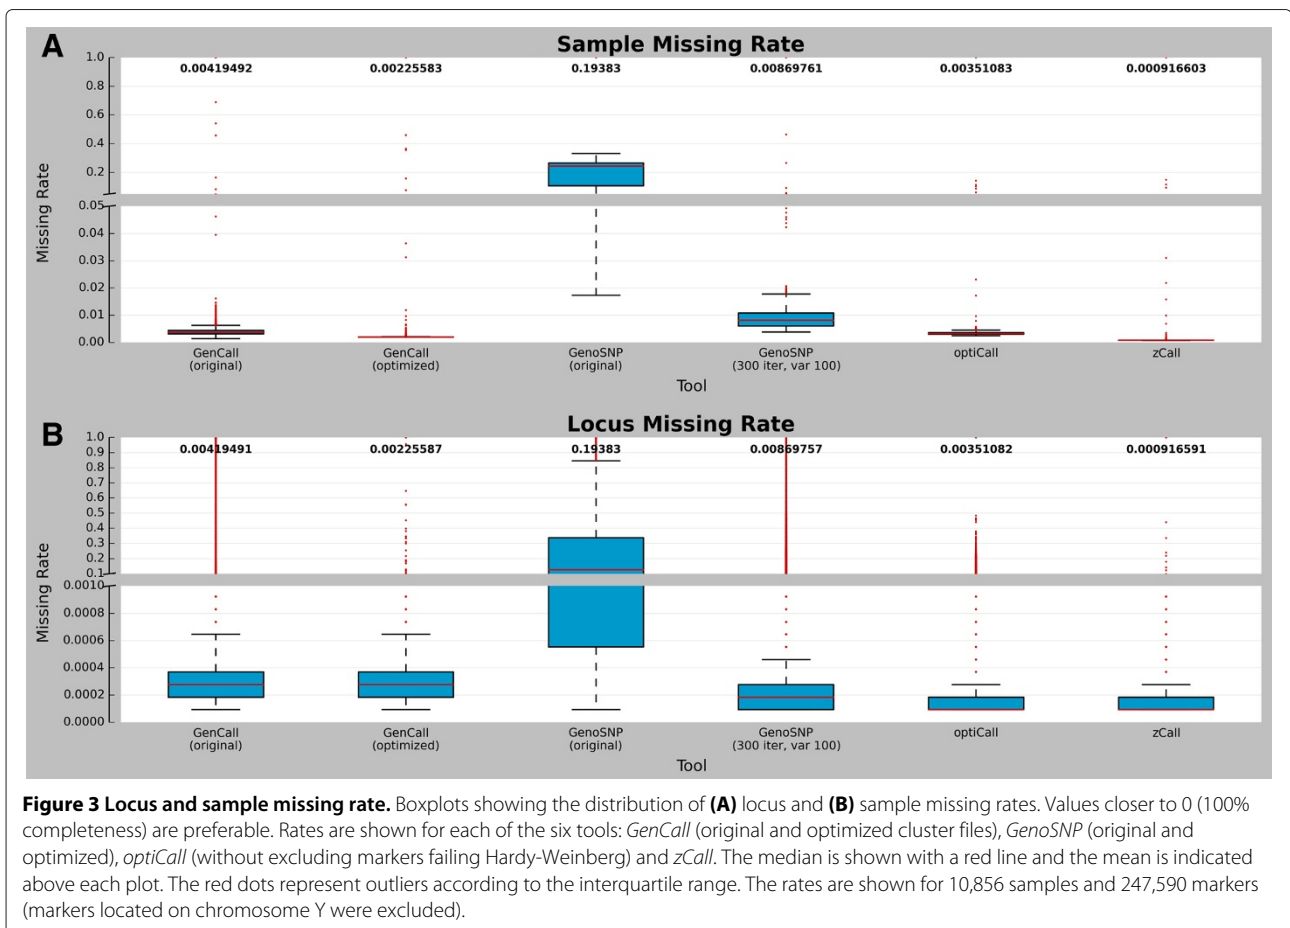 A
Sample Missing Rate
1.0
0.8
0.6
0.4
0.2
0.00419492 0.00225583 0.19383 0.00869761 0.00351083 0.000916603
Missing Rate
0.05
0.04
0.03
0.02
0.01
0.00
GenCall GenCall GenoSNP GenoSNP optiCall zCall
(original) (optimized) (original) (300 iter, var 100)
Tool
B
Locus Missing Rate
1.0
0.9
0.8
0.7
0.6
0.5
0.4
0.3
0.2
0.1
0.00419491 0.00225587 0.19383 0.00869757 0.00351082 0.000916591
Missing Rate
0.0010
0.0008
0.0006
0.0004
0.0002
0.0000
GenCall GenCall GenoSNP GenoSNP optiCall zCall
(original) (optimized) (original) (300 iter, var 100)
Tool
Figure 3 Locus and sample missing rate. Boxplots showing the distribution of (A) locus and (B) sample missing rates. Values closer to 0 (100%
completeness) are preferable. Rates are shown for each of the six tools: GenCall (original and optimized cluster files), GenoSNP (original and
optimized), optiCall (without excluding markers failing Hardy-Weinberg) and zCall. The median is shown with a red line and the mean is indicated
above each plot. The red dots represent outliers according to the interquartile range. The rates are shown for 10,856 samples and 247,590 markers
(markers located on chromosome Y were excluded).